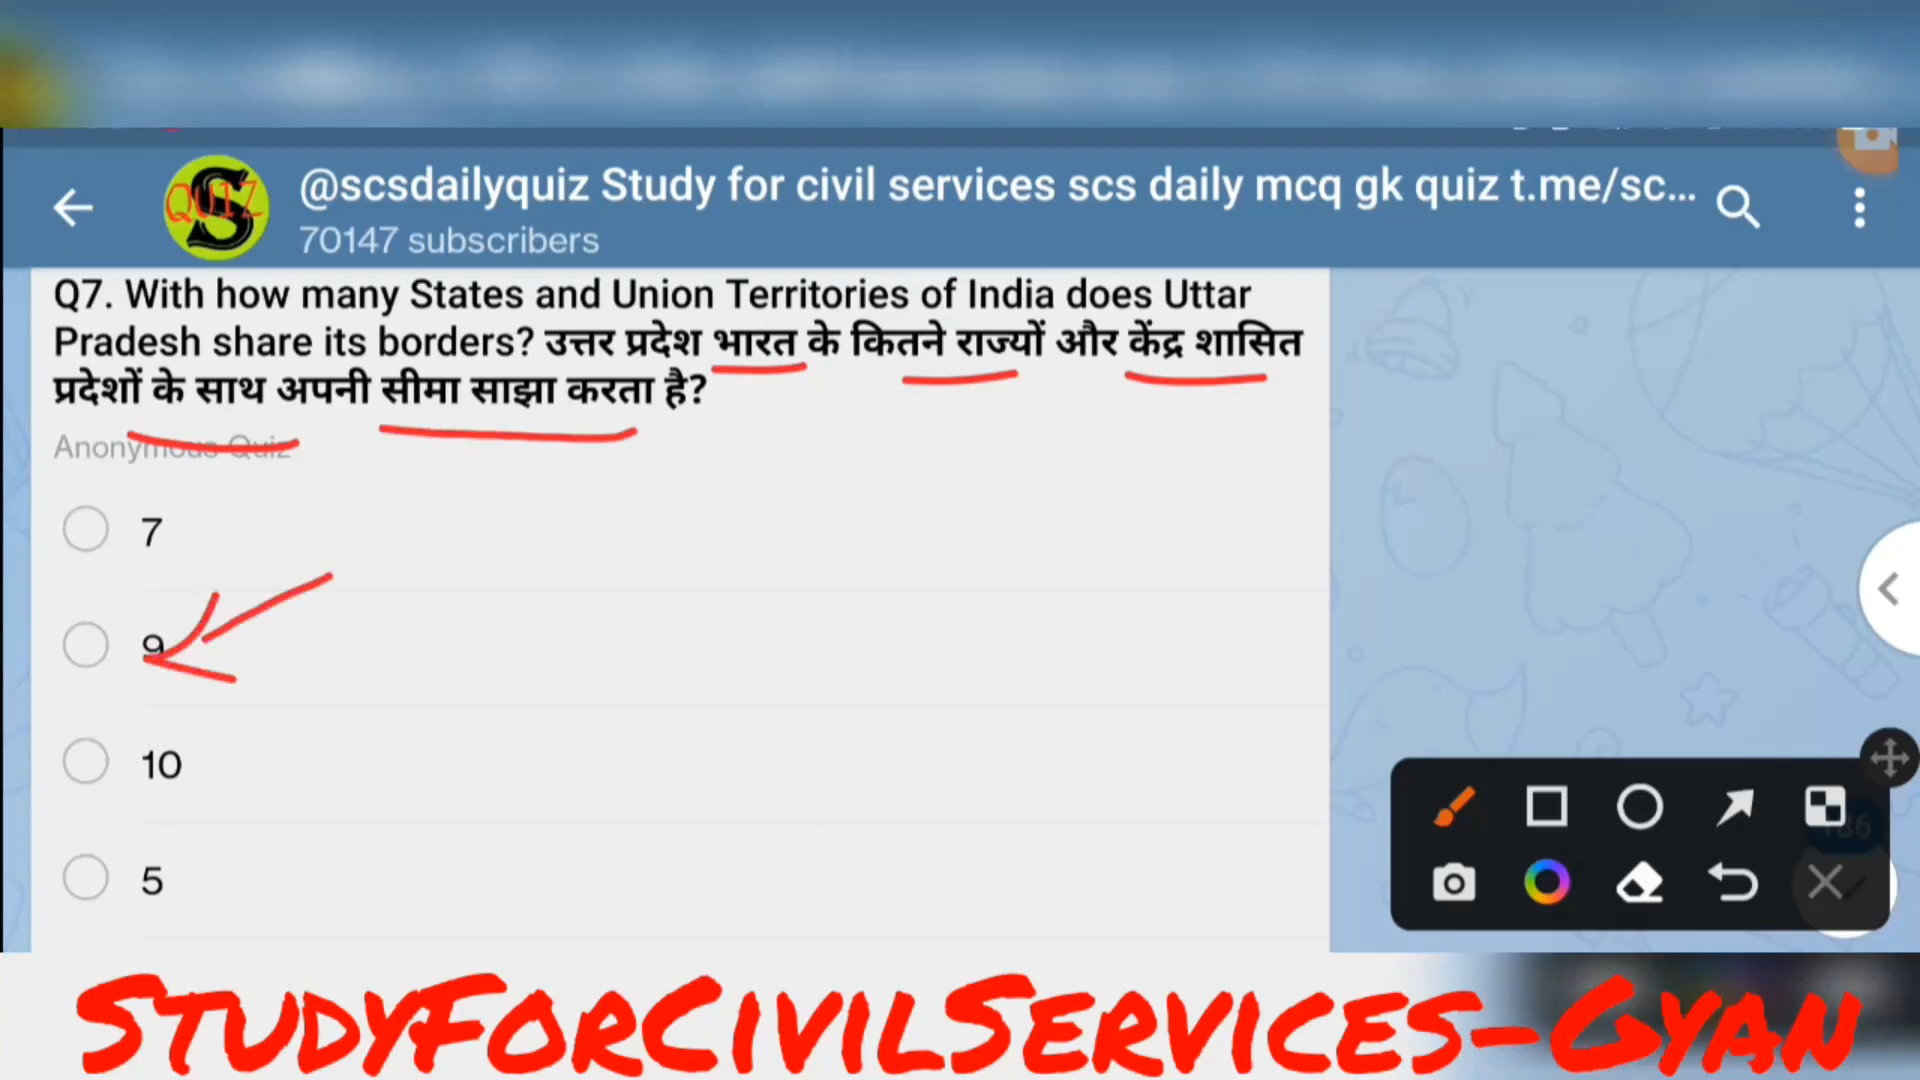 @scsdailyquiz Study for civil services scs daily mcq gk quiz t.me/sc...
70147 subscribers
QUIZ
S
Q7. With how many States and Union Territories of India does Uttar
Pradesh share its borders? उत्तर प्रदेश भारत के कितने राज्यों और केंद्र शासित
प्रदेशों के साथ अपनी सीमा साझा करता है?
Anonymous Quiz
7
9
10
5
StudyForCivilServices-Gyan